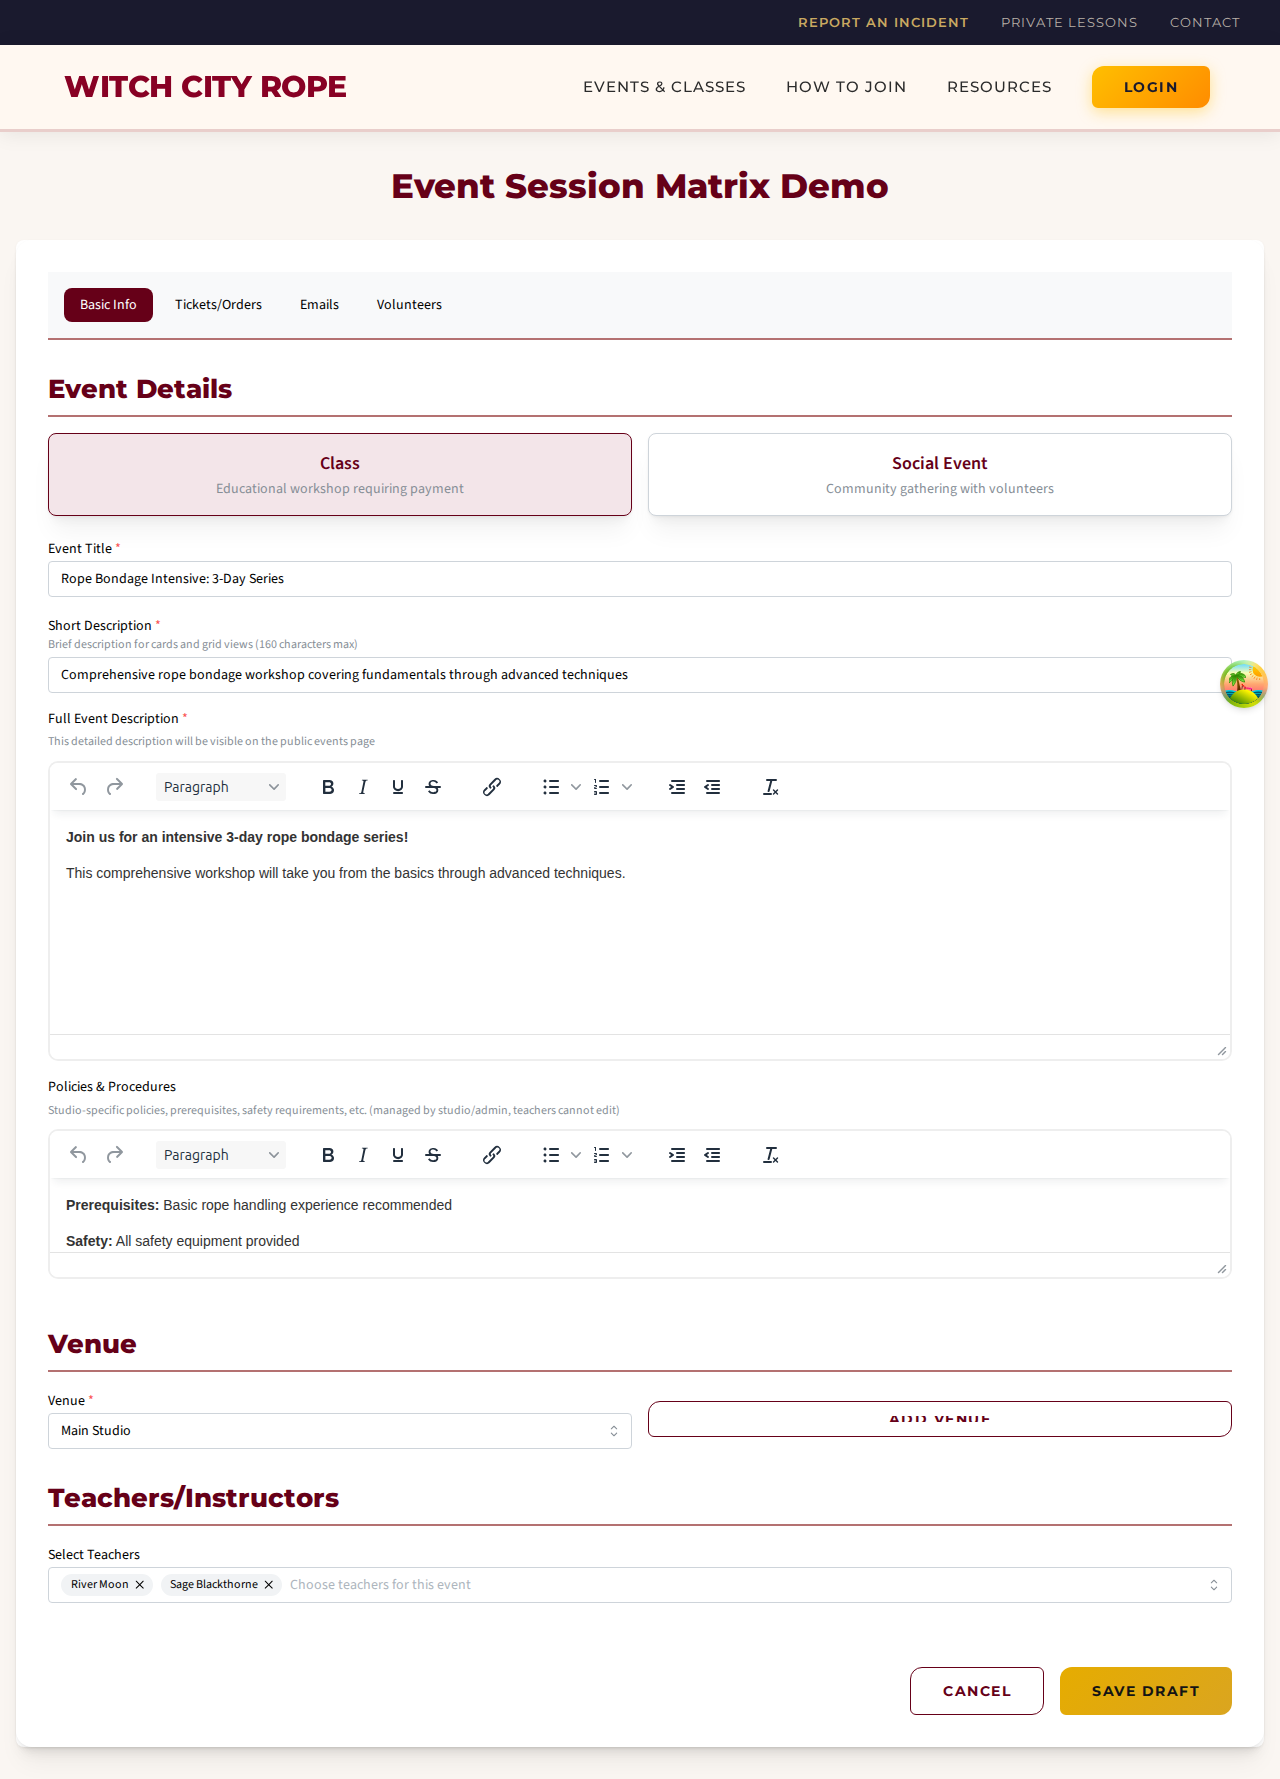 REPORT AN INCIDENT PRIVATE LESSONS CONTACT
WITCH CITY ROPE EVENTS & CLASSES HOW TO JOIN RESOURCES LOGIN
Event Session Matrix Demo
Basic Info Tickets/Orders Emails Volunteers
Event Details
Class Social Event
Educational workshop requiring payment Community gathering with volunteers
Event Title *
Rope Bondage Intensive: 3-Day Series
Short Description *
Brief description for cards and grid views (160 characters max)
Comprehensive rope bondage workshop covering fundamentals through advanced techniques
Full Event Description *
This detailed description will be visible on the public events page
Paragraph
Join us for an intensive 3-day rope bondage series!
This comprehensive workshop will take you from the basics through advanced techniques.
Policies & Procedures
Studio-specific policies, prerequisites, safety requirements, etc. (managed by studio/admin, teachers cannot edit)
Paragraph
Prerequisites: Basic rope handling experience recommended
Safety: All safety equipment provided
Venue
Venue *
Main Studio ADD VENUE
Teachers/Instructors
Select Teachers
River Moon Sage Blackthorne Choose teachers for this event
CANCEL SAVE DRAFT